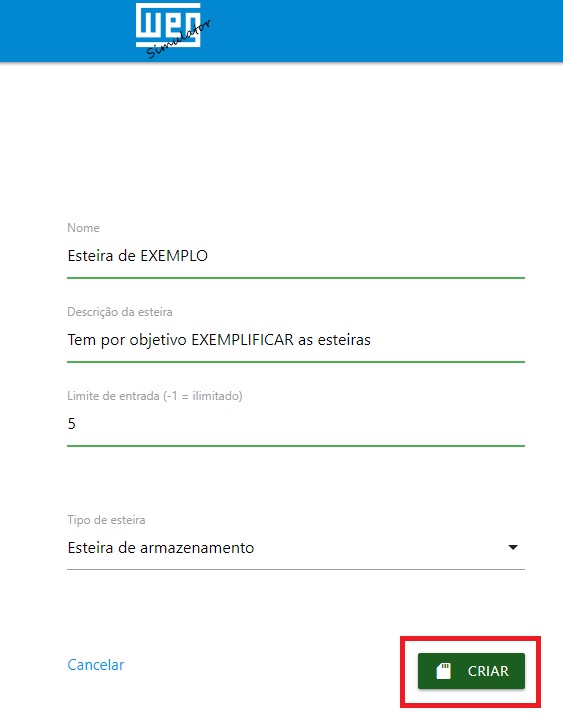 weg
Simulator
Nome
Esteira de EXEMPLO
Descrição da esteira
Tem por objetivo EXEMPLIFICAR as esteiras
Limite de entrada (-1 = ilimitado)
5
Tipo de esteira
Esteira de armazenamento
Cancelar
CRIAR